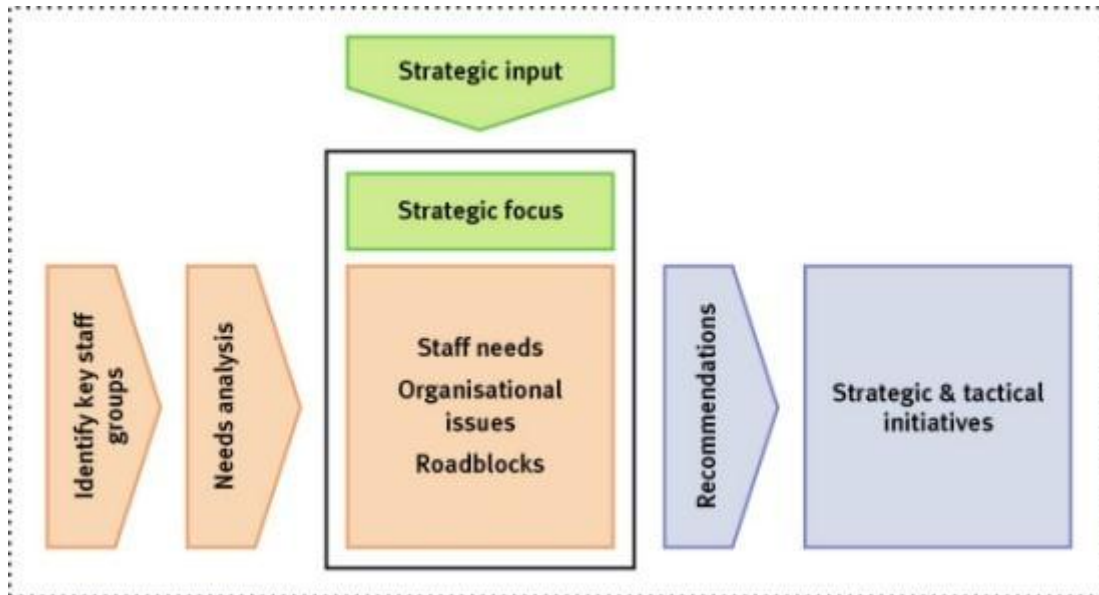 Strategic input
Strategic focus
Identify key staff
groups
Needs analysis
Staff needs
Organisational
issues
Roadblocks
Recommendations
Strategic & tactical
initiatives